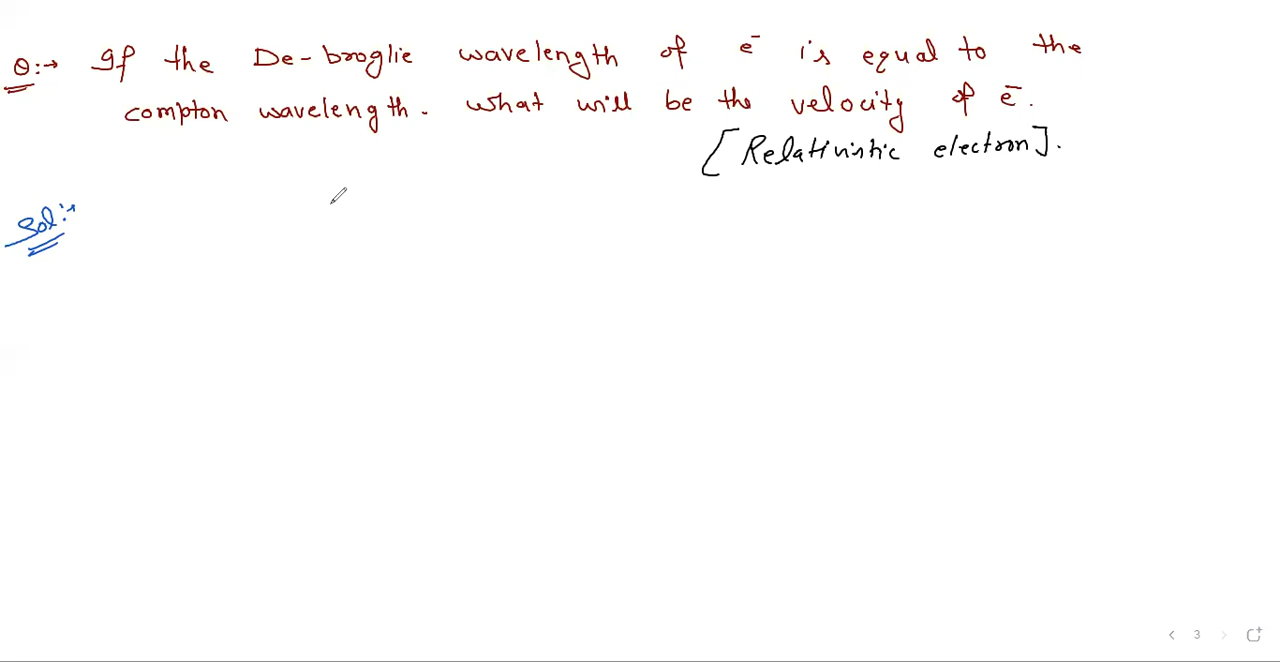 Q:→ If the De-broglie wavelength of e⁻ is equal to the
compton wavelength. what will be the velocity of e⁻.
[Relativistic electron].
Sol:→
3